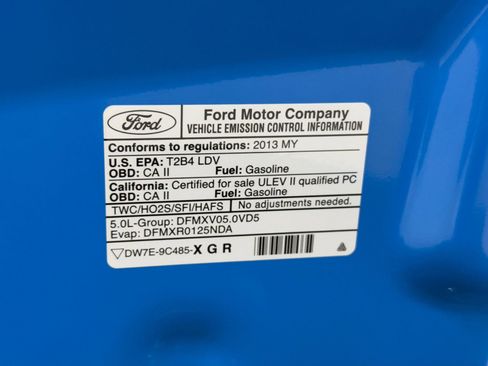 Ford
Ford Motor Company
VEHICLE EMISSION CONTROL INFORMATION
Conforms to regulations: 2013 MY
U.S. EPA: T2B4 LDV
OBD: CA II Fuel: Gasoline
California: Certified for sale ULEV II qualified PC
OBD: CA II Fuel: Gasoline
TWC/HO2S/SFI/HAFS No adjustments needed.
5.0L-Group: DFMXV05.0VD5
Evap: DFMXR0125NDA
DW7E-9C485-X G R